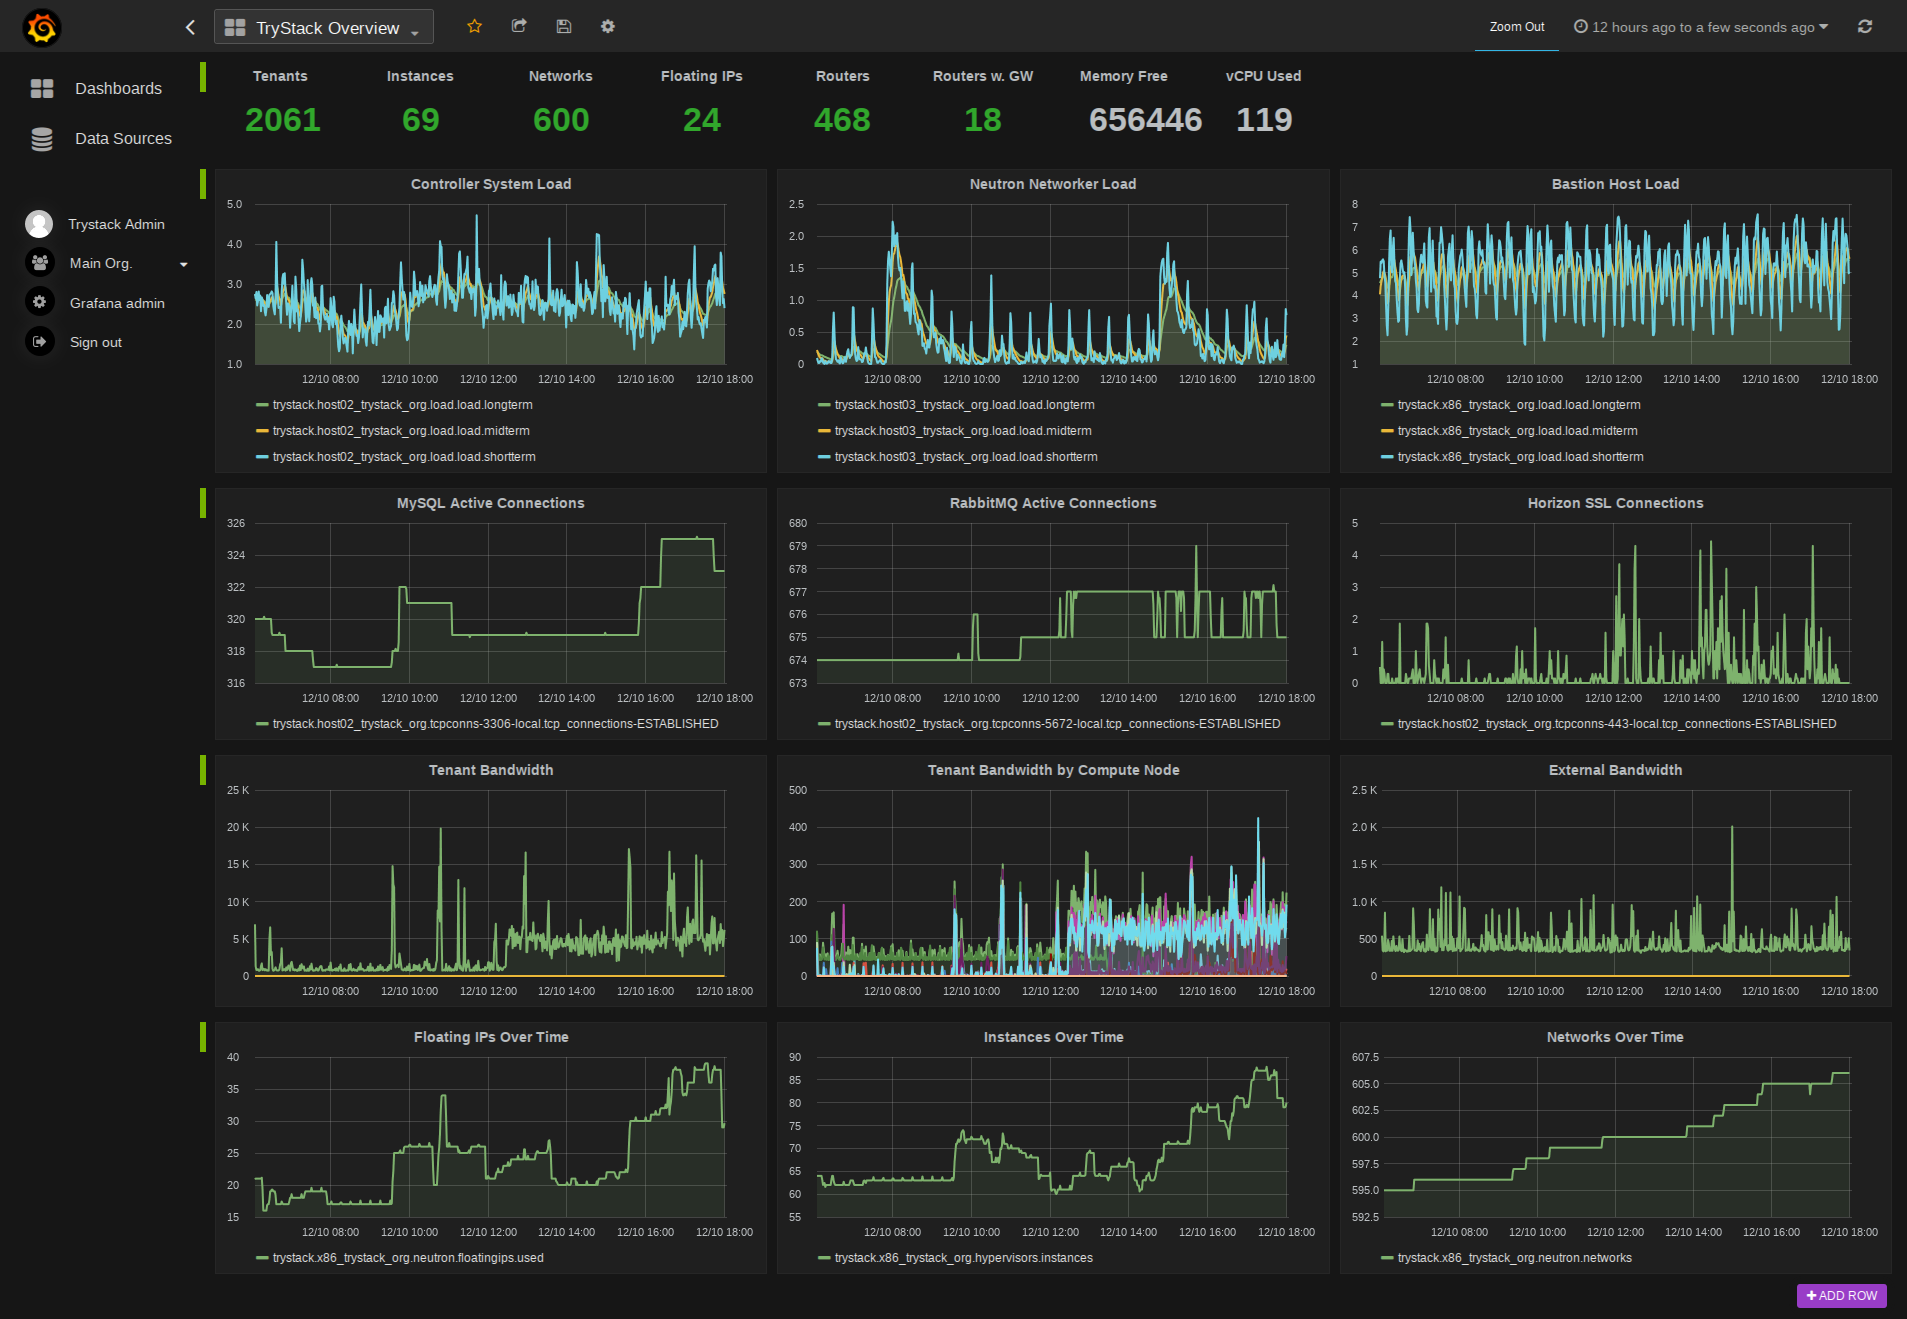 TryStack Overview
Zoom Out
12 hours ago to a few seconds ago
Dashboards
Data Sources
Trystack Admin
Main Org.
Grafana admin
Sign out
Tenants Instances Networks Floating IPs Routers Routers w. GW Memory Free vCPU Used
2061 69 600 24 468 18 656446 119
Controller System Load
5.0
4.0
3.0
2.0
1.0
12/10 08:00 12/10 10:00 12/10 12:00 12/10 14:00 12/10 16:00 12/10 18:00
trystack.host02_trystack_org.load.load.longterm
trystack.host02_trystack_org.load.load.midterm
trystack.host02_trystack_org.load.load.shortterm
Neutron Networker Load
2.5
2.0
1.5
1.0
0.5
0
12/10 08:00 12/10 10:00 12/10 12:00 12/10 14:00 12/10 16:00 12/10 18:00
trystack.host03_trystack_org.load.load.longterm
trystack.host03_trystack_org.load.load.midterm
trystack.host03_trystack_org.load.load.shortterm
Bastion Host Load
8
7
6
5
4
3
2
1
12/10 08:00 12/10 10:00 12/10 12:00 12/10 14:00 12/10 16:00 12/10 18:00
trystack.x86_trystack_org.load.load.longterm
trystack.x86_trystack_org.load.load.midterm
trystack.x86_trystack_org.load.load.shortterm
MySQL Active Connections
326
324
322
320
318
316
12/10 08:00 12/10 10:00 12/10 12:00 12/10 14:00 12/10 16:00 12/10 18:00
trystack.host02_trystack_org.tcpconns-3306-local.tcp_connections-ESTABLISHED
RabbitMQ Active Connections
680
679
678
677
676
675
674
673
12/10 08:00 12/10 10:00 12/10 12:00 12/10 14:00 12/10 16:00 12/10 18:00
trystack.host02_trystack_org.tcpconns-5672-local.tcp_connections-ESTABLISHED
Horizon SSL Connections
5
4
3
2
1
0
12/10 08:00 12/10 10:00 12/10 12:00 12/10 14:00 12/10 16:00 12/10 18:00
trystack.host02_trystack_org.tcpconns-443-local.tcp_connections-ESTABLISHED
Tenant Bandwidth
25 K
20 K
15 K
10 K
5 K
0
12/10 08:00 12/10 10:00 12/10 12:00 12/10 14:00 12/10 16:00 12/10 18:00
Tenant Bandwidth by Compute Node
500
400
300
200
100
0
12/10 08:00 12/10 10:00 12/10 12:00 12/10 14:00 12/10 16:00 12/10 18:00
External Bandwidth
2.5 K
2.0 K
1.5 K
1.0 K
500
0
12/10 08:00 12/10 10:00 12/10 12:00 12/10 14:00 12/10 16:00 12/10 18:00
Floating IPs Over Time
40
35
30
25
20
15
12/10 08:00 12/10 10:00 12/10 12:00 12/10 14:00 12/10 16:00 12/10 18:00
trystack.x86_trystack_org.neutron.floatingips.used
Instances Over Time
90
85
80
75
70
65
60
55
12/10 08:00 12/10 10:00 12/10 12:00 12/10 14:00 12/10 16:00 12/10 18:00
trystack.x86_trystack_org.hypervisors.instances
Networks Over Time
607.5
605.0
602.5
600.0
597.5
595.0
592.5
12/10 08:00 12/10 10:00 12/10 12:00 12/10 14:00 12/10 16:00 12/10 18:00
trystack.x86_trystack_org.neutron.networks
ADD ROW